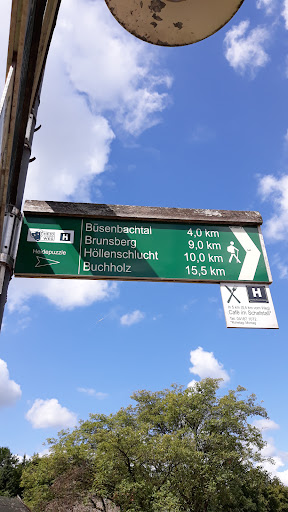 H
Heidepuzzle
Büsenbachtal 4,0 km
Brunsberg 9,0 km
Höllenschlucht 10,0 km
Buchholz 15,5 km
H
Café im Schafstall